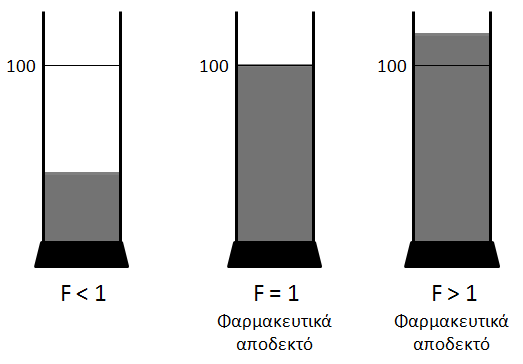 100
100
100
F < 1
F = 1
F > 1
Φαρμακευτικά
αποδεκτό
Φαρμακευτικά
αποδεκτό